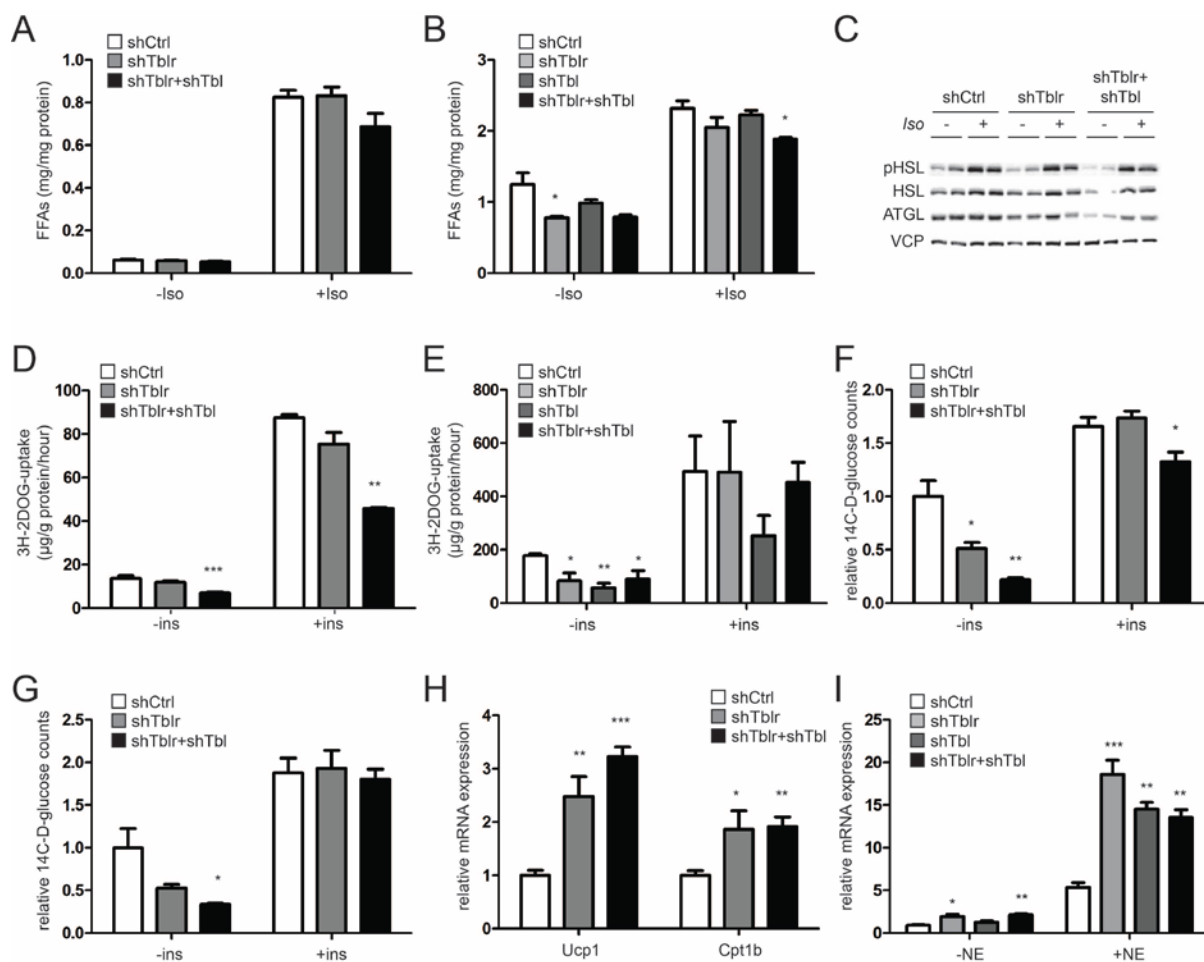 A
shCtrl
shTblr
shTblr+shTbl
FFAs (mg/mg protein)
1.0
0.8
0.6
0.4
0.2
0.0
-Iso
+Iso
B
shCtrl
shTblr
shTbl
shTblr+shTbl
FFAs (mg/mg protein)
3
2
1
0
*
*
-Iso
+Iso
C
shTblr+
shCtrl shTblr shTbl
Iso - + - + - +
pHSL
HSL
ATGL
VCP
D
shCtrl
shTblr
shTblr+shTbl
3H-2DOG-uptake
(µg/g protein/hour)
100
80
60
40
20
0
***
**
-ins
+ins
E
shCtrl
shTblr
shTbl
shTblr+shTbl
3H-2DOG-uptake
(µg/g protein/hour)
800
600
400
200
0
*
**
*
-ins
+ins
F
shCtrl
shTblr
shTblr+shTbl
relative 14C-D-glucose counts
2.0
1.5
1.0
0.5
0.0
*
**
*
-ins
+ins
G
shCtrl
shTblr
shTblr+shTbl
relative 14C-D-glucose counts
2.5
2.0
1.5
1.0
0.5
0.0
*
-ins
+ins
H
shCtrl
shTblr
shTblr+shTbl
relative mRNA expression
4
3
2
1
0
**
***
*
**
Ucp1
Cpt1b
I
shCtrl
shTblr
shTbl
shTblr+shTbl
relative mRNA expression
25
20
15
10
5
0
*
**
***
**
**
-NE
+NE